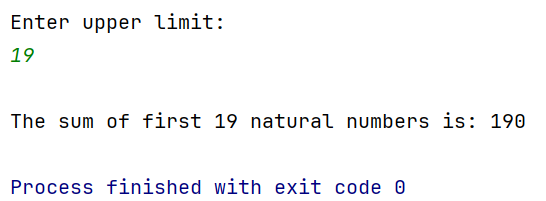 Enter upper limit:
19
The sum of first 19 natural numbers is: 190
Process finished with exit code 0